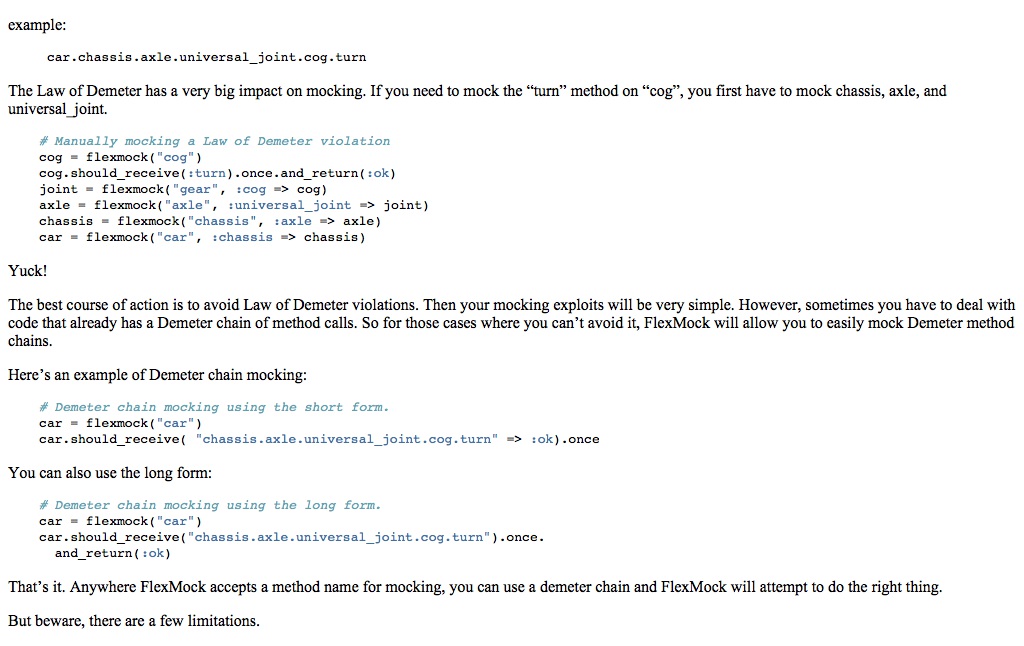 example:
car.chassis.axle.universal_joint.cog.turn
The Law of Demeter has a very big impact on mocking. If you need to mock the “turn” method on “cog”, you first have to mock chassis, axle, and
universal_joint.
# Manually mocking a Law of Demeter violation
cog = flexmock("cog")
cog.should_receive(:turn).once.and_return(:ok)
joint = flexmock("gear", :cog => cog)
axle = flexmock("axle", :universal_joint => joint)
chassis = flexmock("chassis", :axle => axle)
car = flexmock("car", :chassis => chassis)
Yuck!
The best course of action is to avoid Law of Demeter violations. Then your mocking exploits will be very simple. However, sometimes you have to deal with
code that already has a Demeter chain of method calls. So for those cases where you can’t avoid it, FlexMock will allow you to easily mock Demeter method
chains.
Here’s an example of Demeter chain mocking:
# Demeter chain mocking using the short form.
car = flexmock("car")
car.should_receive( "chassis.axle.universal_joint.cog.turn" => :ok).once
You can also use the long form:
# Demeter chain mocking using the long form.
car = flexmock("car")
car.should_receive("chassis.axle.universal_joint.cog.turn").once.
and_return(:ok)
That’s it. Anywhere FlexMock accepts a method name for mocking, you can use a demeter chain and FlexMock will attempt to do the right thing.
But beware, there are a few limitations.